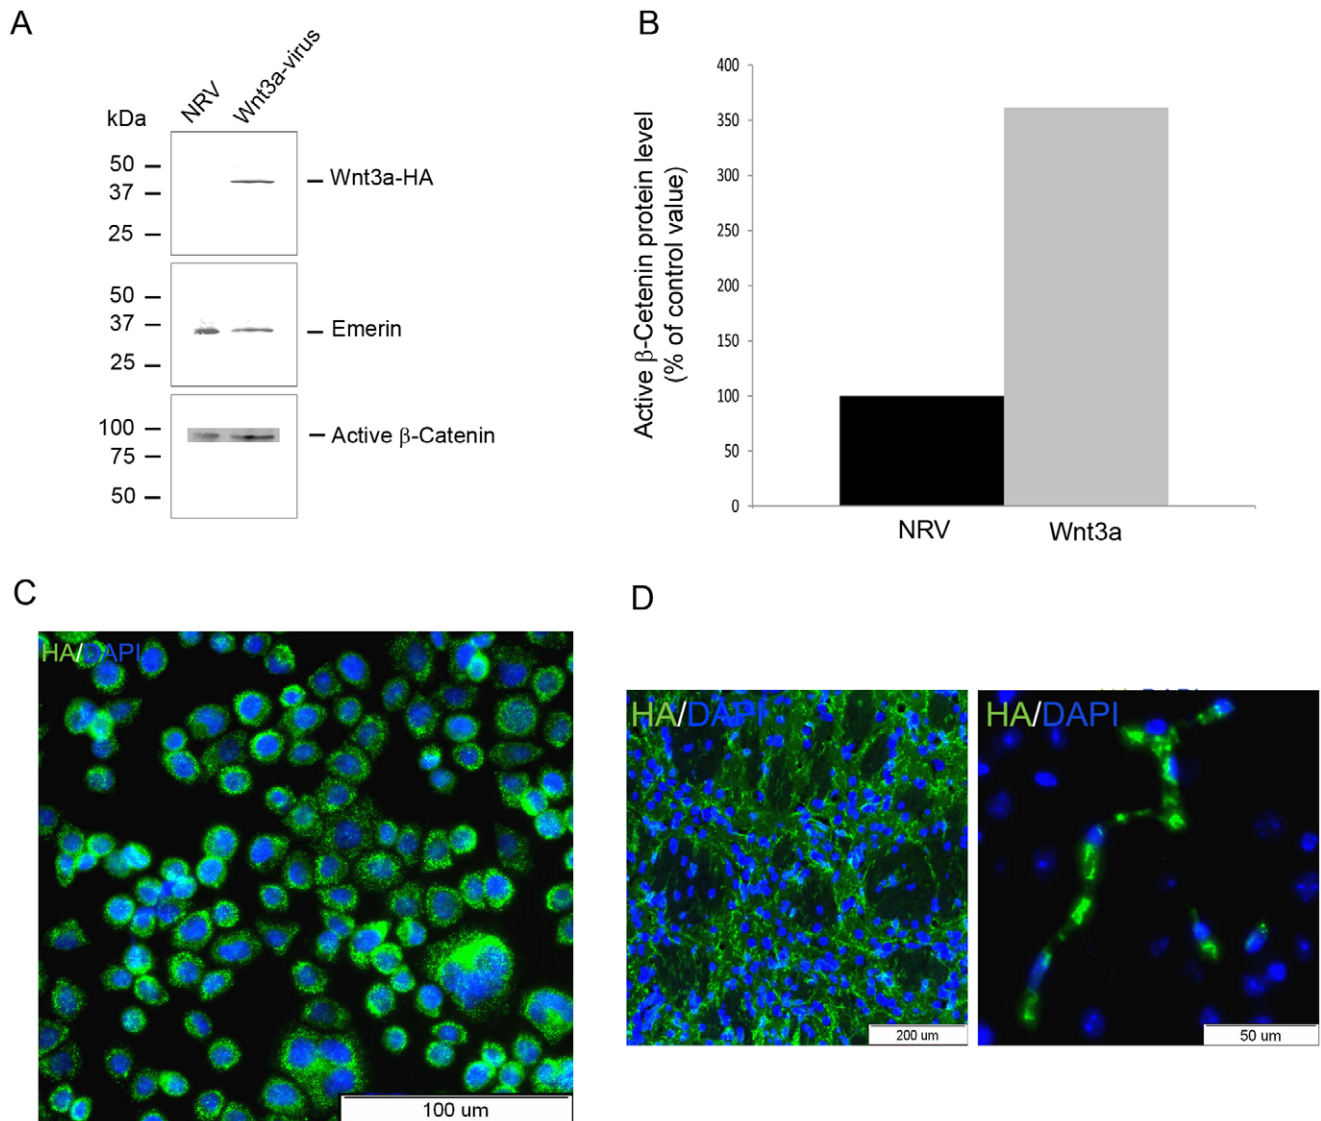 A
NRV
Wnt3a-virus
kDa
50
37
25
Wnt3a-HA
50
37
25
Emerin
100
75
50
Active β-Catenin
B
Active β-Cetenin protein level
(% of control value)
400
350
300
250
200
150
100
50
0
NRV
Wnt3a
C
HA/DAPI
100 um
D
HA/DAPI
200 um
HA/DAPI
50 um